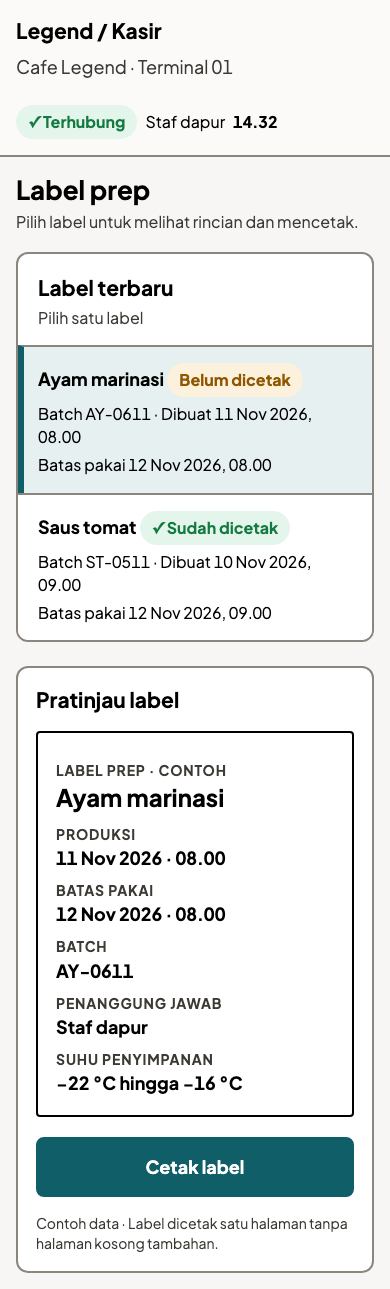 Legend / Kasir
Cafe Legend · Terminal 01
✓Terhubung Staf dapur 14.32
Label prep
Pilih label untuk melihat rincian dan mencetak.
Label terbaru
Pilih satu label
Ayam marinasi Belum dicetak
Batch AY-0611 · Dibuat 11 Nov 2026,
08.00
Batas pakai 12 Nov 2026, 08.00
Saus tomat ✓Sudah dicetak
Batch ST-0511 · Dibuat 10 Nov 2026,
09.00
Batas pakai 12 Nov 2026, 09.00
Pratinjau label
LABEL PREP · CONTOH
Ayam marinasi
PRODUKSI
11 Nov 2026 · 08.00
BATAS PAKAI
12 Nov 2026 · 08.00
BATCH
AY-0611
PENANGGUNG JAWAB
Staf dapur
SUHU PENYIMPANAN
−22 °C hingga −16 °C
Cetak label
Contoh data · Label dicetak satu halaman tanpa
halaman kosong tambahan.